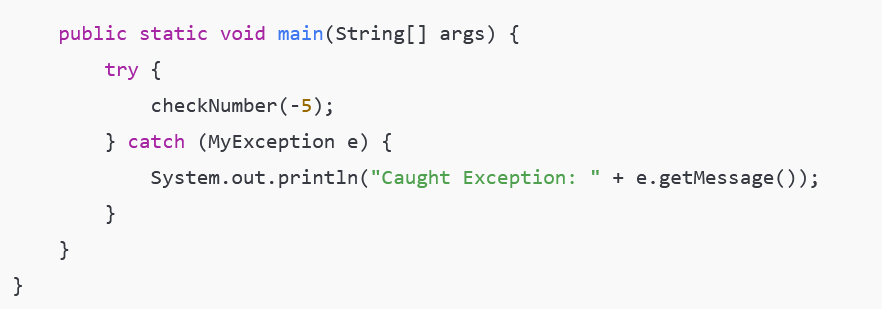 public static void main(String[] args) {
try {
checkNumber(-5);
} catch (MyException e) {
System.out.println("Caught Exception: " + e.getMessage());
}
}
}